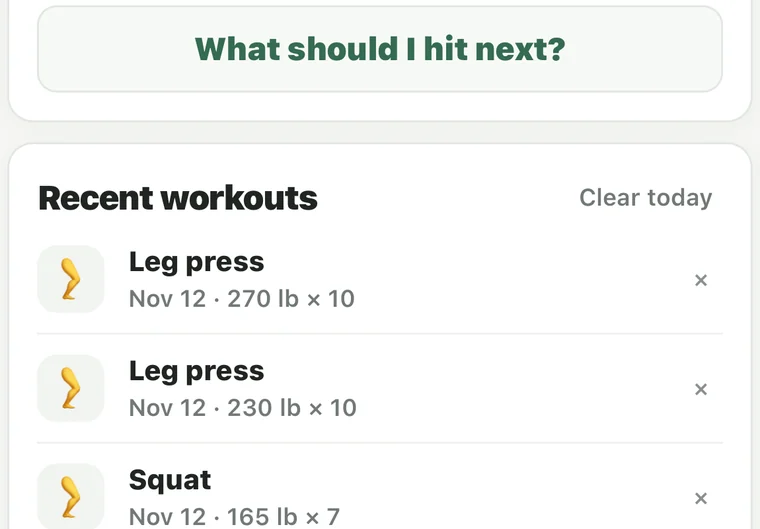 What should I hit next?
Recent workouts
Clear today
Leg press
Nov 12 · 270 lb × 10
×
Leg press
Nov 12 · 230 lb × 10
×
Squat
Nov 12 · 165 lb × 7
×